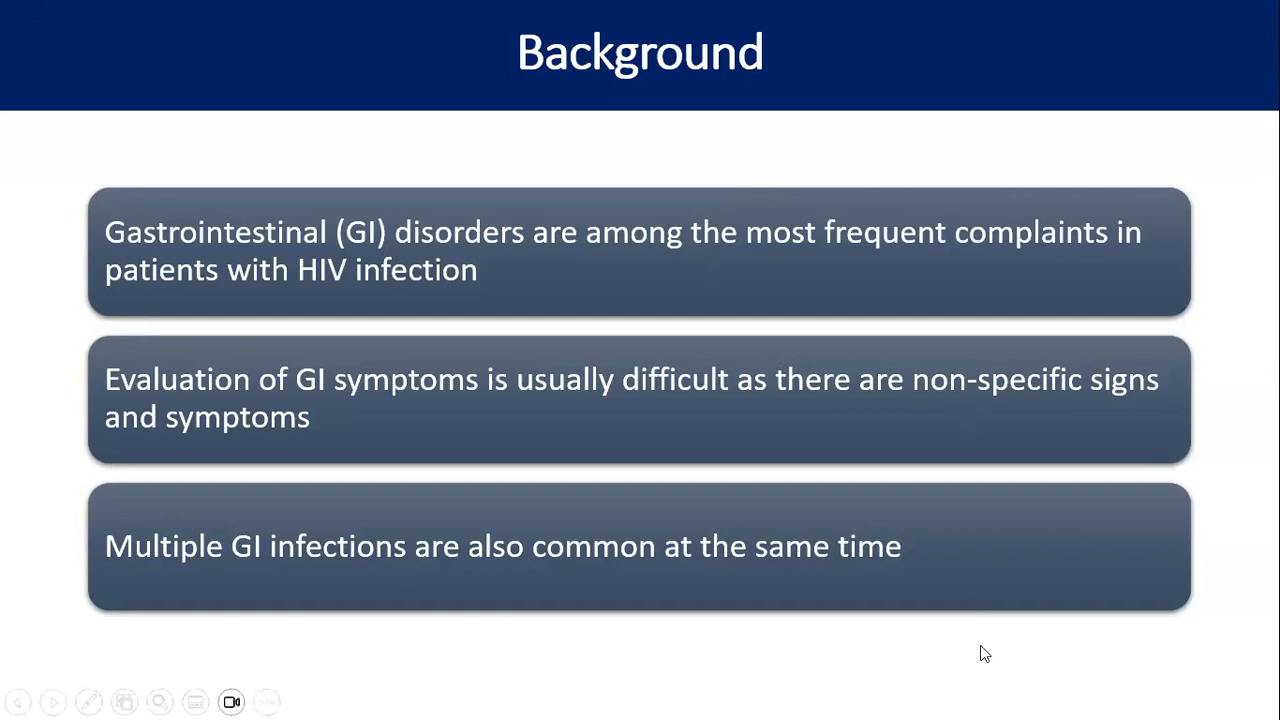 Background
Gastrointestinal (GI) disorders are among the most frequent complaints in
patients with HIV infection
Evaluation of GI symptoms is usually difficult as there are non-specific signs
and symptoms
Multiple GI infections are also common at the same time